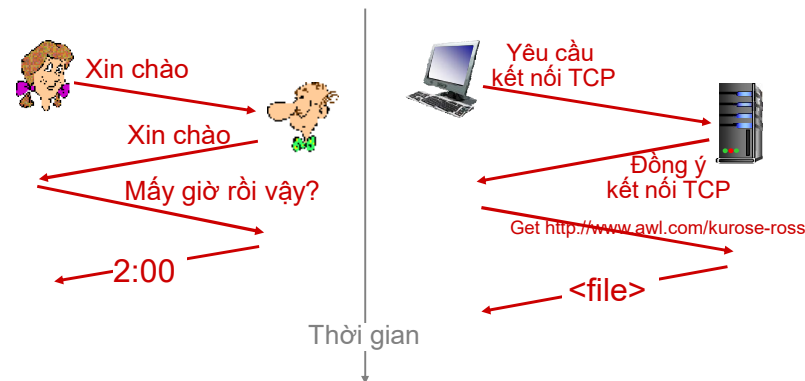 Xin chào
Xin chào
Mấy giờ rồi vậy?
2:00
Yêu cầu
kết nối TCP
Đồng ý
kết nối TCP
Get http://www.awl.com/kurose-ross
<file>
Thời gian